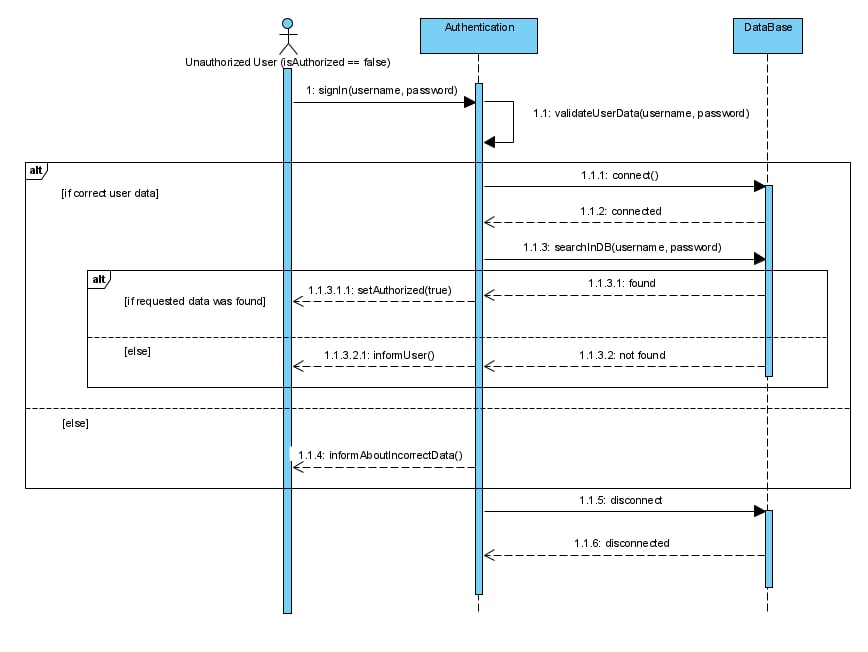 Authentication
DataBase
Unauthorized User (isAuthorized == false)
1: signIn(username, password)
1.1: validateUserData(username, password)
alt
[if correct user data]
1.1.1: connect()
1.1.2: connected
1.1.3: searchInDB(username, password)
alt
[if requested data was found]
1.1.3.1.1: setAuthorized(true)
1.1.3.1: found
[else]
1.1.3.2.1: informUser()
1.1.3.2: not found
[else]
1.1.4: informAboutIncorrectData()
1.1.5: disconnect
1.1.6: disconnected